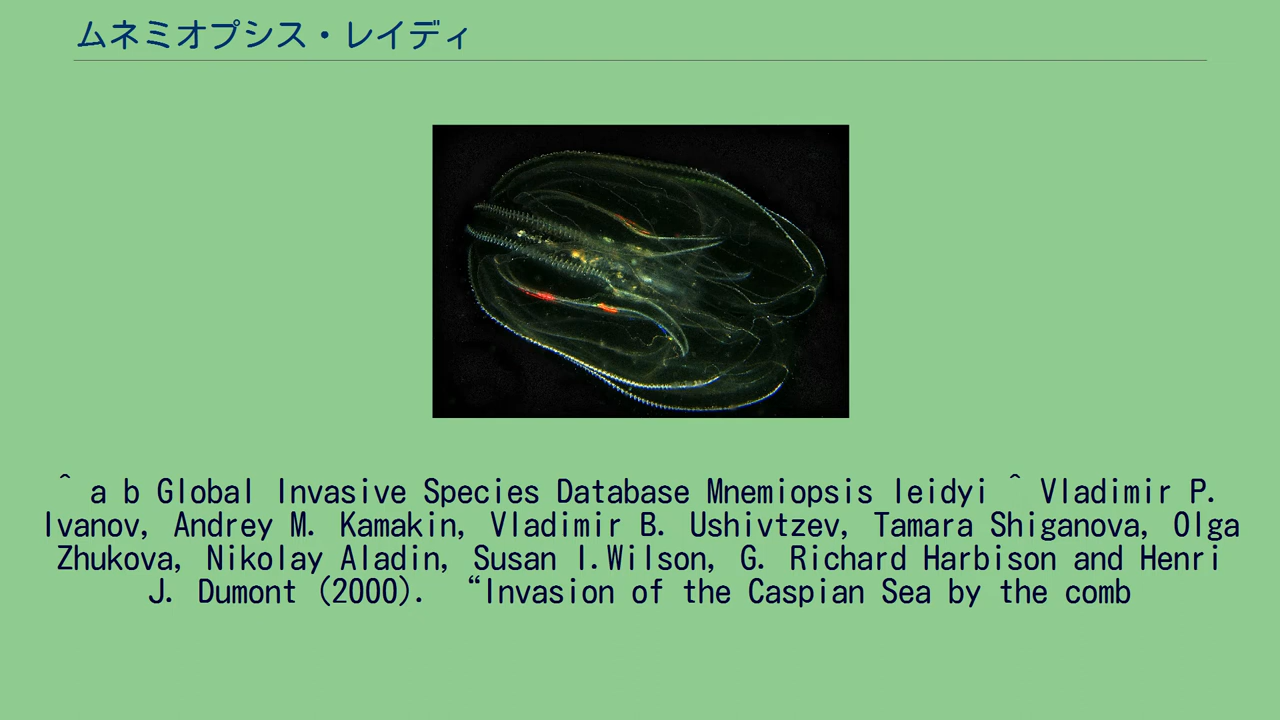 ムネミオプシス・レイディ
^ a b Global Invasive Species Database Mnemiopsis leidyi ^ Vladimir P.
Ivanov, Andrey M. Kamakin, Vladimir B. Ushivtzev, Tamara Shiganova, Olga
Zhukova, Nikolay Aladin, Susan I.Wilson, G. Richard Harbison and Henri
J. Dumont (2000). “Invasion of the Caspian Sea by the comb